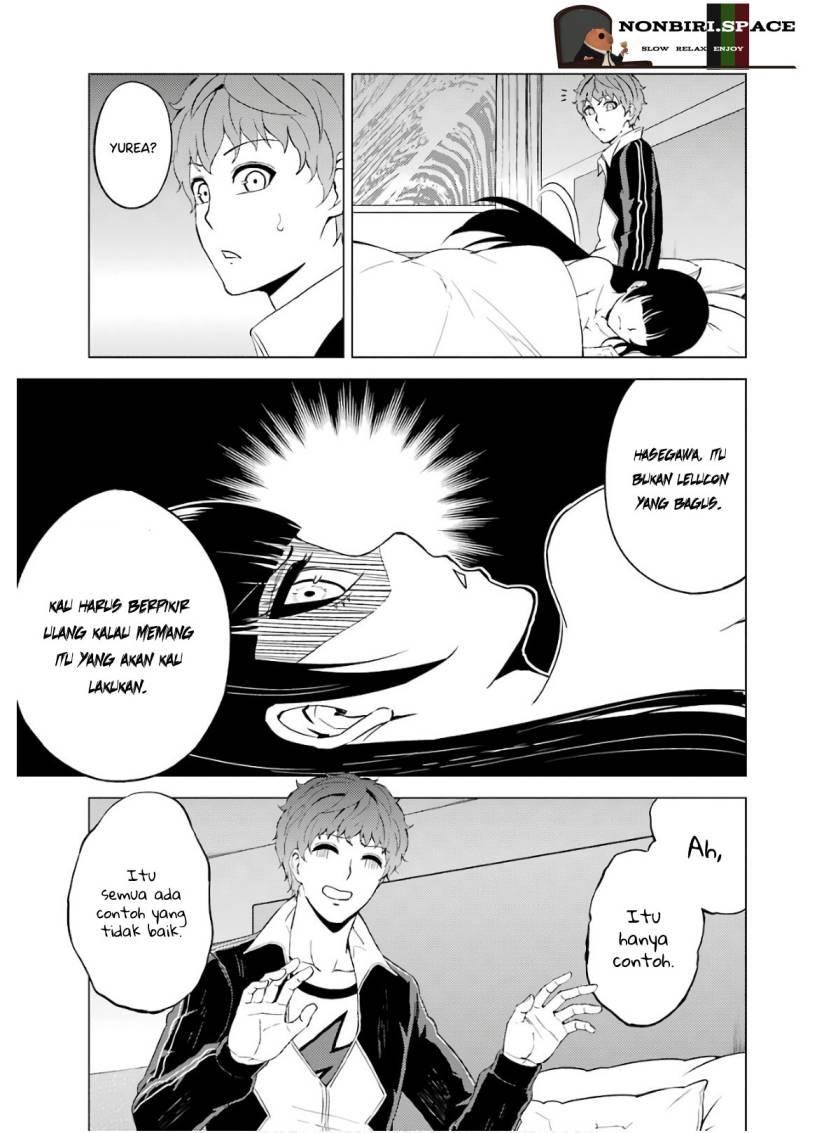 NONBIRI.SPACE
SLOW RELAX ENJOY
YUREA?
HASEGAWA, ITU
BUKAN LELUCON
YANG BAGUS.
KAU HARUS BERPIKIR
ULANG KALAU MEMANG
ITU YANG AKAN KAU
LAKUKAN.
Ah,
Itu
hanya
contoh.
Itu
semua ada
contoh yang
tidak baik.